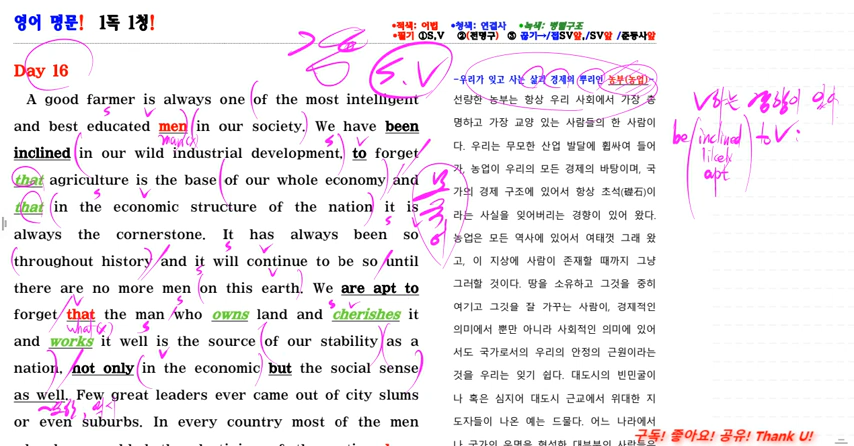 영어 명문! 1독 1청!
•적색: 어법 •청색: 연결사 •녹색: 병렬구조
•필기 ①S,V ②(전명구) ③ 끊기→/접SV앞,/SV앞 /준동사앞
S.V
Day 16
-우리가 잊고 사는 삶과 경제의 뿌리인 농부(농업)-
A good farmer is always one of the most intelligent
and best educated men in our society. We have been
inclined in our wild industrial development, to forget
that agriculture is the base of our whole economy and
that in the economic structure of the nation it is
always the cornerstone. It has always been so
throughout history and it will continue to be so until
there are no more men on this earth. We are apt to
forget that the man who owns land and cherishes it
what(x)
and works it well is the source of our stability as a
nation, not only in the economic but the social sense
as well. Few great leaders ever came out of city slums
or even suburbs. In every country most of the men
선량한 농부는 항상 우리 사회에서 가장 총
명하고 가장 교양 있는 사람들의 한 사람이
다. 우리는 무모한 산업 발달에 휩싸여 들어
가, 농업이 우리의 모든 경제의 바탕이며, 국
가의 경제 구조에 있어서 항상 초석(礎石)이
라는 사실을 잊어버리는 경향이 있어 왔다.
농업은 모든 역사에 있어서 여태껏 그래 왔
고, 이 지상에 사람이 존재할 때까지 그냥
그러할 것이다. 땅을 소유하고 그것을 중히
여기고 그것을 잘 가꾸는 사람이, 경제적인
의미에서 뿐만 아니라 사회적인 의미에 있어
서도 국가로서의 우리의 안정의 근원이라는
것을 우리는 잊기 쉽다. 대도시의 빈민굴이
나 혹은 심지어 대도시 근교에서 위대한 지
도자들이 나온 예는 드물다. 어느 나라에서
V하는 경향이 있다
be inclined to V:
likely
apt
구독! 좋아요! 공유! Thank U!